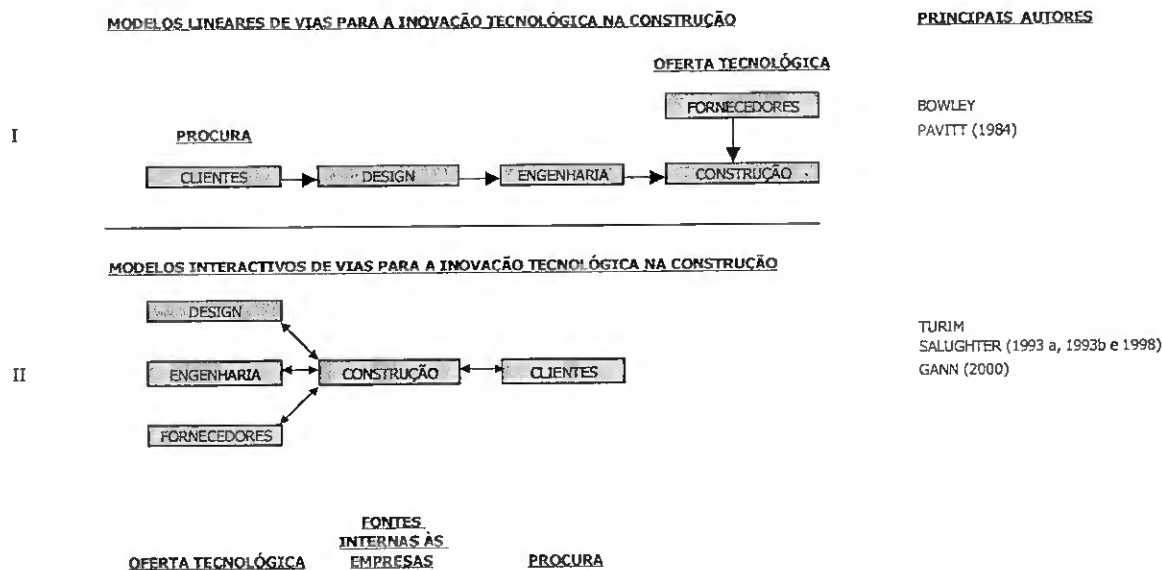 MODELOS LINEARES DE VIAS PARA A INOVAÇÃO TECNOLÓGICA NA CONSTRUÇÃO
PRINCIPAIS AUTORES
OFERTA TECNOLÓGICA
FORNECEDORES
BOWLEY
I
PROCURA
PAVITT (1984)
CLIENTES
DESIGN
ENGENHARIA
CONSTRUÇÃO
MODELOS INTERACTIVOS DE VIAS PARA A INOVAÇÃO TECNOLÓGICA NA CONSTRUÇÃO
DESIGN
TURIM
SALUGHTER (1993 a, 1993b e 1998)
II
ENGENHARIA
CONSTRUÇÃO
CLIENTES
GANN (2000)
FORNECEDORES
OFERTA TECNOLÓGICA
FONTES
INTERNAS ÀS
EMPRESAS
PROCURA